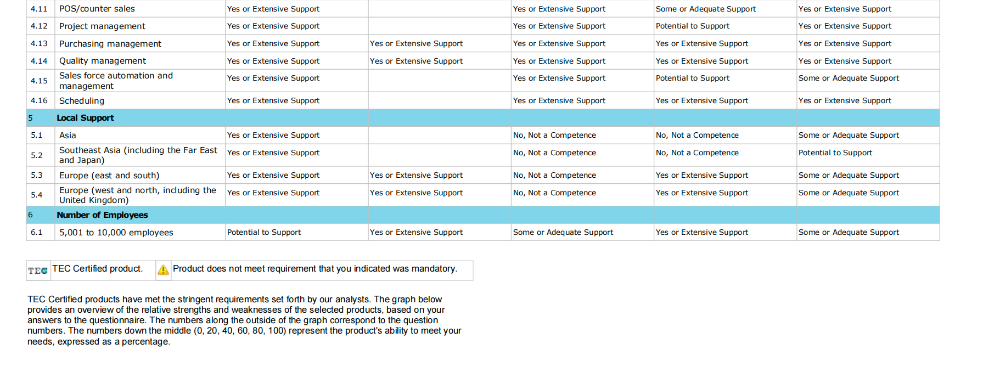 4.11 POS/counter sales Yes or Extensive Support Yes or Extensive Support Some or Adequate Support Yes or Extensive Support
4.12 Project management Yes or Extensive Support Yes or Extensive Support Potential to Support Yes or Extensive Support
4.13 Purchasing management Yes or Extensive Support Yes or Extensive Support Yes or Extensive Support Yes or Extensive Support Yes or Extensive Support
4.14 Quality management Yes or Extensive Support Yes or Extensive Support Yes or Extensive Support Yes or Extensive Support Yes or Extensive Support
4.15 Sales force automation and
management Yes or Extensive Support Yes or Extensive Support Potential to Support Some or Adequate Support
4.16 Scheduling Yes or Extensive Support Yes or Extensive Support Yes or Extensive Support Yes or Extensive Support
5 Local Support
5.1 Asia Yes or Extensive Support No, Not a Competence No, Not a Competence Some or Adequate Support
5.2 Southeast Asia (including the Far East
and Japan) Yes or Extensive Support No, Not a Competence No, Not a Competence Potential to Support
5.3 Europe (east and south) Yes or Extensive Support Yes or Extensive Support No, Not a Competence Yes or Extensive Support Some or Adequate Support
5.4 Europe (west and north, including the
United Kingdom) Yes or Extensive Support Yes or Extensive Support No, Not a Competence Yes or Extensive Support Some or Adequate Support
6 Number of Employees
6.1 5,001 to 10,000 employees Potential to Support Yes or Extensive Support Some or Adequate Support Yes or Extensive Support Some or Adequate Support
TEC TEC Certified product. Product does not meet requirement that you indicated was mandatory.
TEC Certified products have met the stringent requirements set forth by our analysts. The graph below
provides an overview of the relative strengths and weaknesses of the selected products, based on your
answers to the questionnaire. The numbers along the outside of the graph correspond to the question
numbers. The numbers down the middle (0, 20, 40, 60, 80, 100) represent the product's ability to meet your
needs, expressed as a percentage.